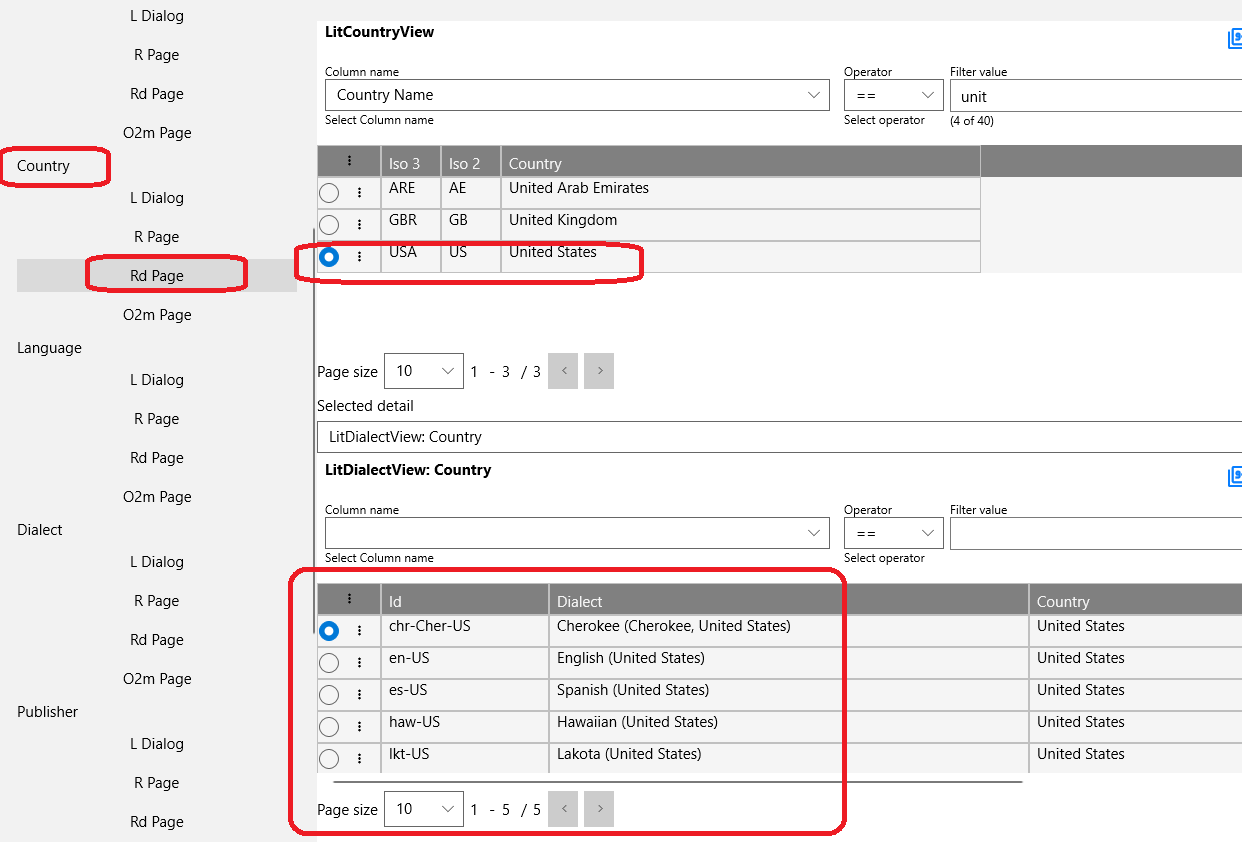 L Dialog
R Page
Rd Page
O2m Page
Country
L Dialog
R Page
Rd Page
O2m Page
Language
L Dialog
R Page
Rd Page
O2m Page
Dialect
L Dialog
R Page
Rd Page
O2m Page
Publisher
L Dialog
R Page
Rd Page
LitCountryView
Column name Operator Filter value
Country Name == unit
Select Column name Select operator (4 of 40)
Iso 3 Iso 2 Country
ARE AE United Arab Emirates
GBR GB United Kingdom
USA US United States
Page size 10 1 - 3 / 3 < >
Selected detail
LitDialectView: Country
LitDialectView: Country
Column name Operator Filter value
==
Select Column name Select operator
Id Dialect Country
chr-Cher-US Cherokee (Cherokee, United States) United States
en-US English (United States) United States
es-US Spanish (United States) United States
haw-US Hawaiian (United States) United States
lkt-US Lakota (United States) United States
Page size 10 1 - 5 / 5 < >